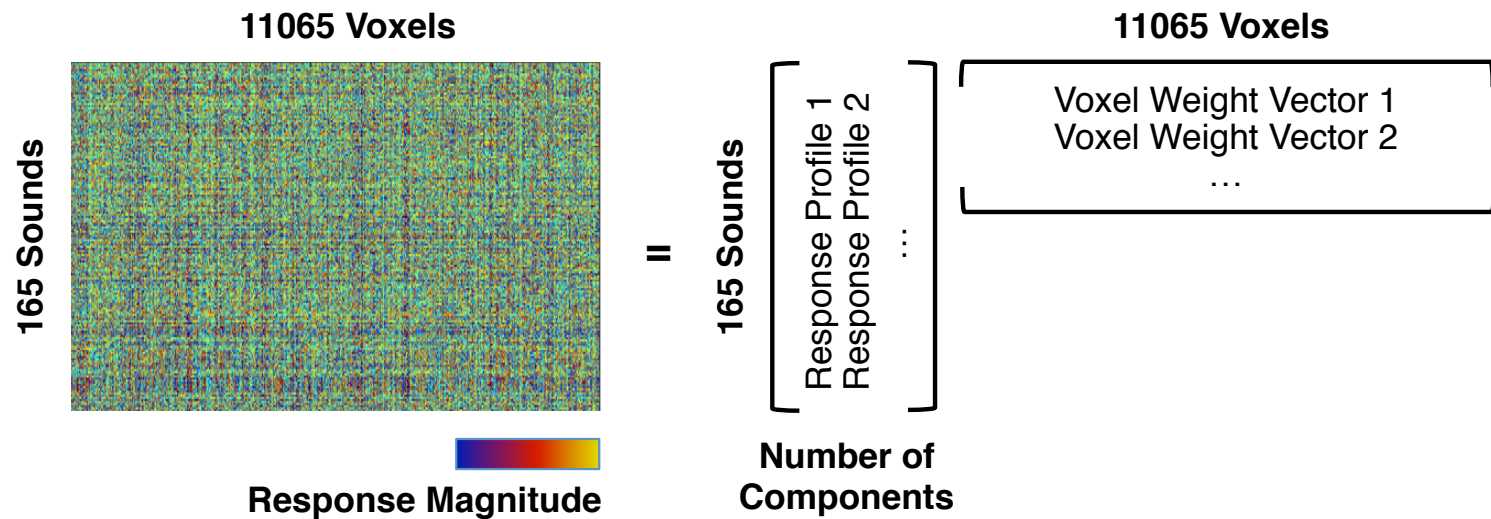 11065 Voxels
165 Sounds
Response Magnitude
=
165 Sounds
Response Profile 1
Response Profile 2
…
Number of
Components
11065 Voxels
Voxel Weight Vector 1
Voxel Weight Vector 2
…